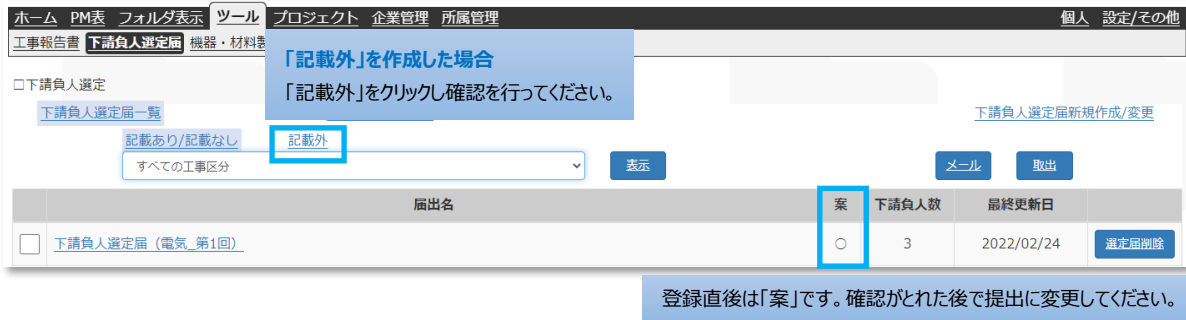 ホーム PM表 フォルダ表示 ツール プロジェクト 企業管理 所属管理 個人 設定/その他
工事報告書 下請負人選定届 機器・材料製
「記載外」を作成した場合
「記載外」をクリックし確認を行ってください。
□下請負人選定
下請負人選定届一覧 下請負人選定届新規作成/変更
記載あり/記載なし 記載外
すべての工事区分 表示 メール 取出
届出名 案 下請負人数 最終更新日
下請負人選定届（電気_第1回） ○ 3 2022/02/24 選定届削除
登録直後は「案」です。確認がとれた後で提出に変更してください。